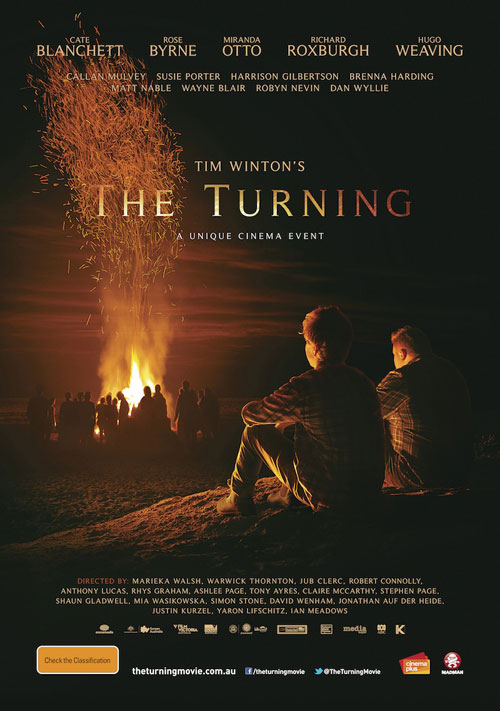 CATE ROSE MIRANDA RICHARD HUGO
BLANCHETT BYRNE OTTO ROXBURGH WEAVING
CALLAN MULVEY SUSIE PORTER HARRISON GILBERTSON BRENNA HARDING
MATT NABLE WAYNE BLAIR ROBYN NEVIN DAN WYLLIE
TIM WINTON'S
THE TURNING
A UNIQUE CINEMA EVENT
DIRECTED BY: MARIEKA WALSH, WARWICK THORNTON, JUB CLERC, ROBERT CONNOLLY,
ANTHONY LUCAS, RHYS GRAHAM, ASHLEE PAGE, TONY AYRES, CLAIRE MCCARTHY, STEPHEN PAGE,
SHAUN GLADWELL, MIA WASIKOWSKA, SIMON STONE, DAVID WENHAM, JONATHAN AUF DER HEIDE,
JUSTIN KURZEL, YARON LIFSCHITZ, IAN MEADOWS
media K
Check the Classification
theturningmovie.com.au f/theturningmovie @TheTurningMovie
cinema plus MADMAN